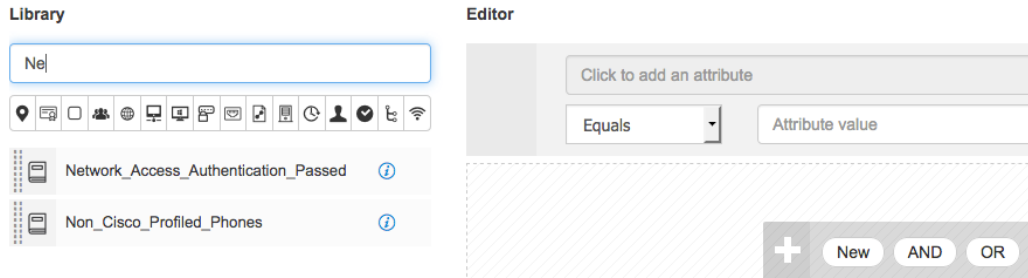 Library
Editor
Ne
Click to add an attribute
Equals
Attribute value
Network_Access_Authentication_Passed
Non_Cisco_Profiled_Phones
New
AND
OR